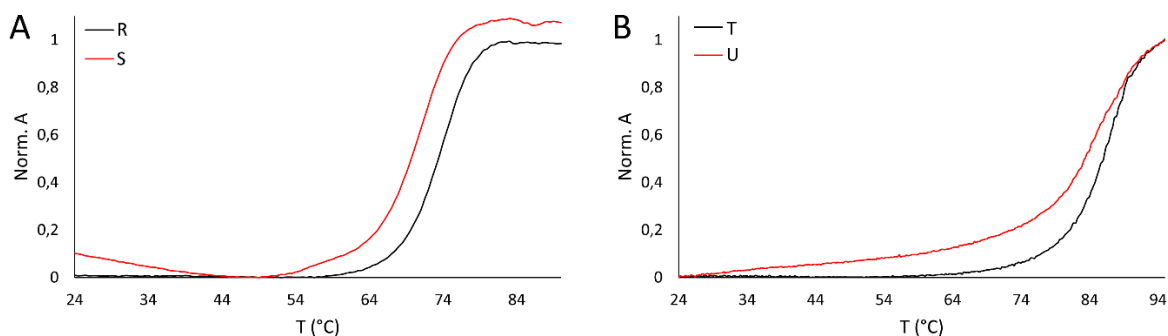 A
R
S
Norm. A
1
0,8
0,6
0,4
0,2
0
24 34 44 54 64 74 84
T (°C)
B
T
U
Norm. A
1
0,8
0,6
0,4
0,2
0
24 34 44 54 64 74 84 94
T (°C)